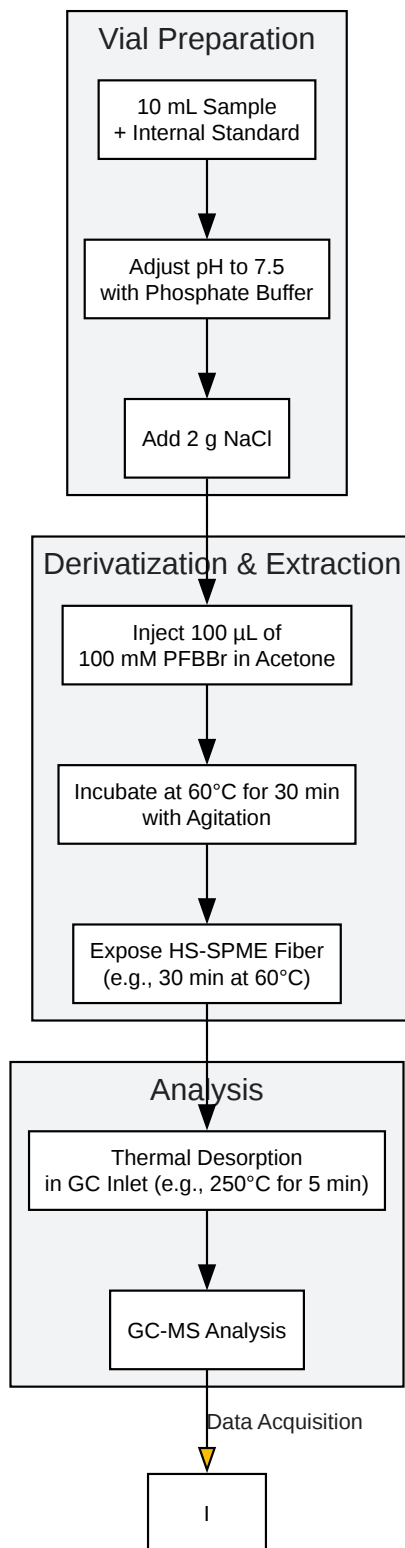 Vial Preparation
10 mL Sample
+ Internal Standard
Adjust pH to 7.5
with Phosphate Buffer
Add 2 g NaCl
Derivatization & Extraction
Inject 100 µL of
100 mM PFBBr in Acetone
Incubate at 60°C for 30 min
with Agitation
Expose HS-SPME Fiber
(e.g., 30 min at 60°C)
Analysis
Thermal Desorption
in GC Inlet (e.g., 250°C for 5 min)
GC-MS Analysis
Data Acquisition
I